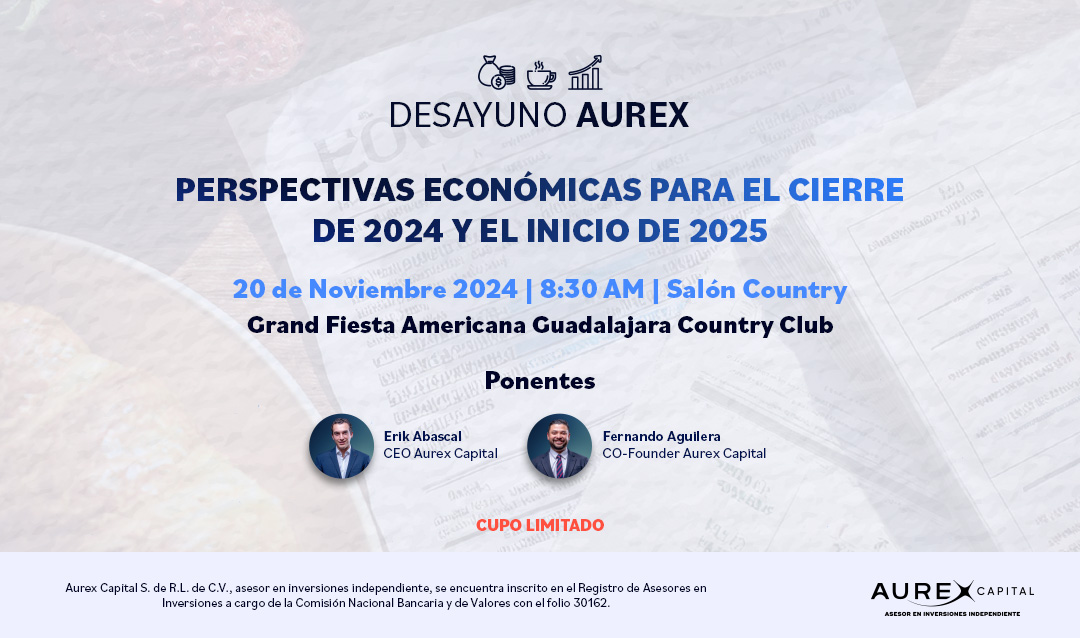 DESAYUNO AUREX
PERSPECTIVAS ECONÓMICAS PARA EL CIERRE
DE 2024 Y EL INICIO DE 2025
20 de Noviembre 2024 | 8:30 AM | Salón Country
Grand Fiesta Americana Guadalajara Country Club
Ponentes
Erik Abascal
CEO Aurex Capital
Fernando Aguilera
CO-Founder Aurex Capital
CUPO LIMITADO
Aurex Capital S. de R.L. de C.V., asesor en inversiones independiente, se encuentra inscrito en el Registro de Asesores en
Inversiones a cargo de la Comisión Nacional Bancaria y de Valores con el folio 30162.
AUREX CAPITAL
ASESOR EN INVERSIONES INDEPENDIENTE